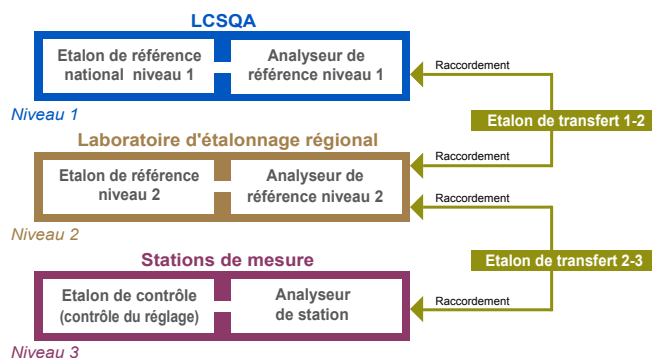 LCSQA
Etalon de référence
national niveau 1
Analyseur de
référence niveau 1
Raccordement
Niveau 1
Etalon de transfert 1-2
Laboratoire d'étalonnage régional
Raccordement
Etalon de référence
niveau 2
Analyseur de
référence niveau 2
Raccordement
Niveau 2
Etalon de transfert 2-3
Stations de mesure
Etalon de contrôle
(contrôle du réglage)
Analyseur
de station
Raccordement
Niveau 3